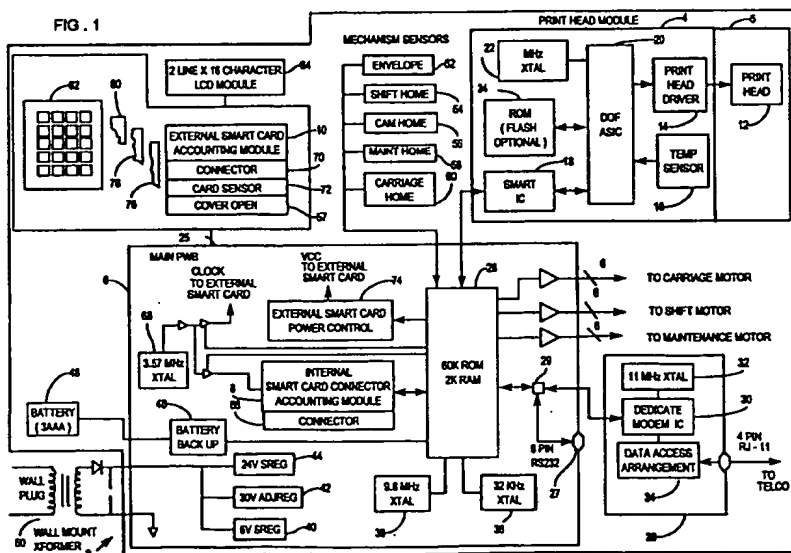 FIG. 1
PRINT HEAD MODULE
4
5
62
60
78
76
2 LINE X 16 CHARACTER
LCD MODULE
64
EXTERNAL SMART CARD
ACCOUNTING MODULE
10
CONNECTOR
70
CARD SENSOR
72
COVER OPEN
67
MECHANISM SENSORS
ENVELOPE
52
SHIFT HOME
54
CAM HOME
56
MAINT HOME
58
CARRIAGE HOME
60
22
MHz
XTAL
24
ROM
( FLASH
OPTIONAL )
18
SMART
IC
20
DOF
ASIC
PRINT
HEAD
DRIVER
14
PRINT
HEAD
12
TEMP
SENSOR
16
25
6
MAIN PWB
CLOCK
TO EXTERNAL
SMART CARD
VCC
TO EXTERNAL
SMART CARD
74
EXTERNAL SMART CARD
POWER CONTROL
68
3.57 MHz
XTAL
INTERNAL
SMART CARD CONNECTOR
ACCOUNTING MODULE
8
CONNECTOR
60K ROM
2K RAM
6
TO CARRIAGE MOTOR
6
TO SHIFT MOTOR
6
TO MAINTENANCE MOTOR
29
8 PIN
RS232
27
11 MHz XTAL
32
DEDICATE
MODEM IC
30
DATA ACCESS
ARRANGEMENT
34
4 PIN
RJ - 11
TO
TELCO
BATTERY
(3AAA)
BATTERY
BACK UP
24V SREG
44
30V ADJREG
42
5V SREG
40
9.8 MHz
XTAL
32 KHz
XTAL
36
WALL
PLUG
WALL MOUNT
XFORMER